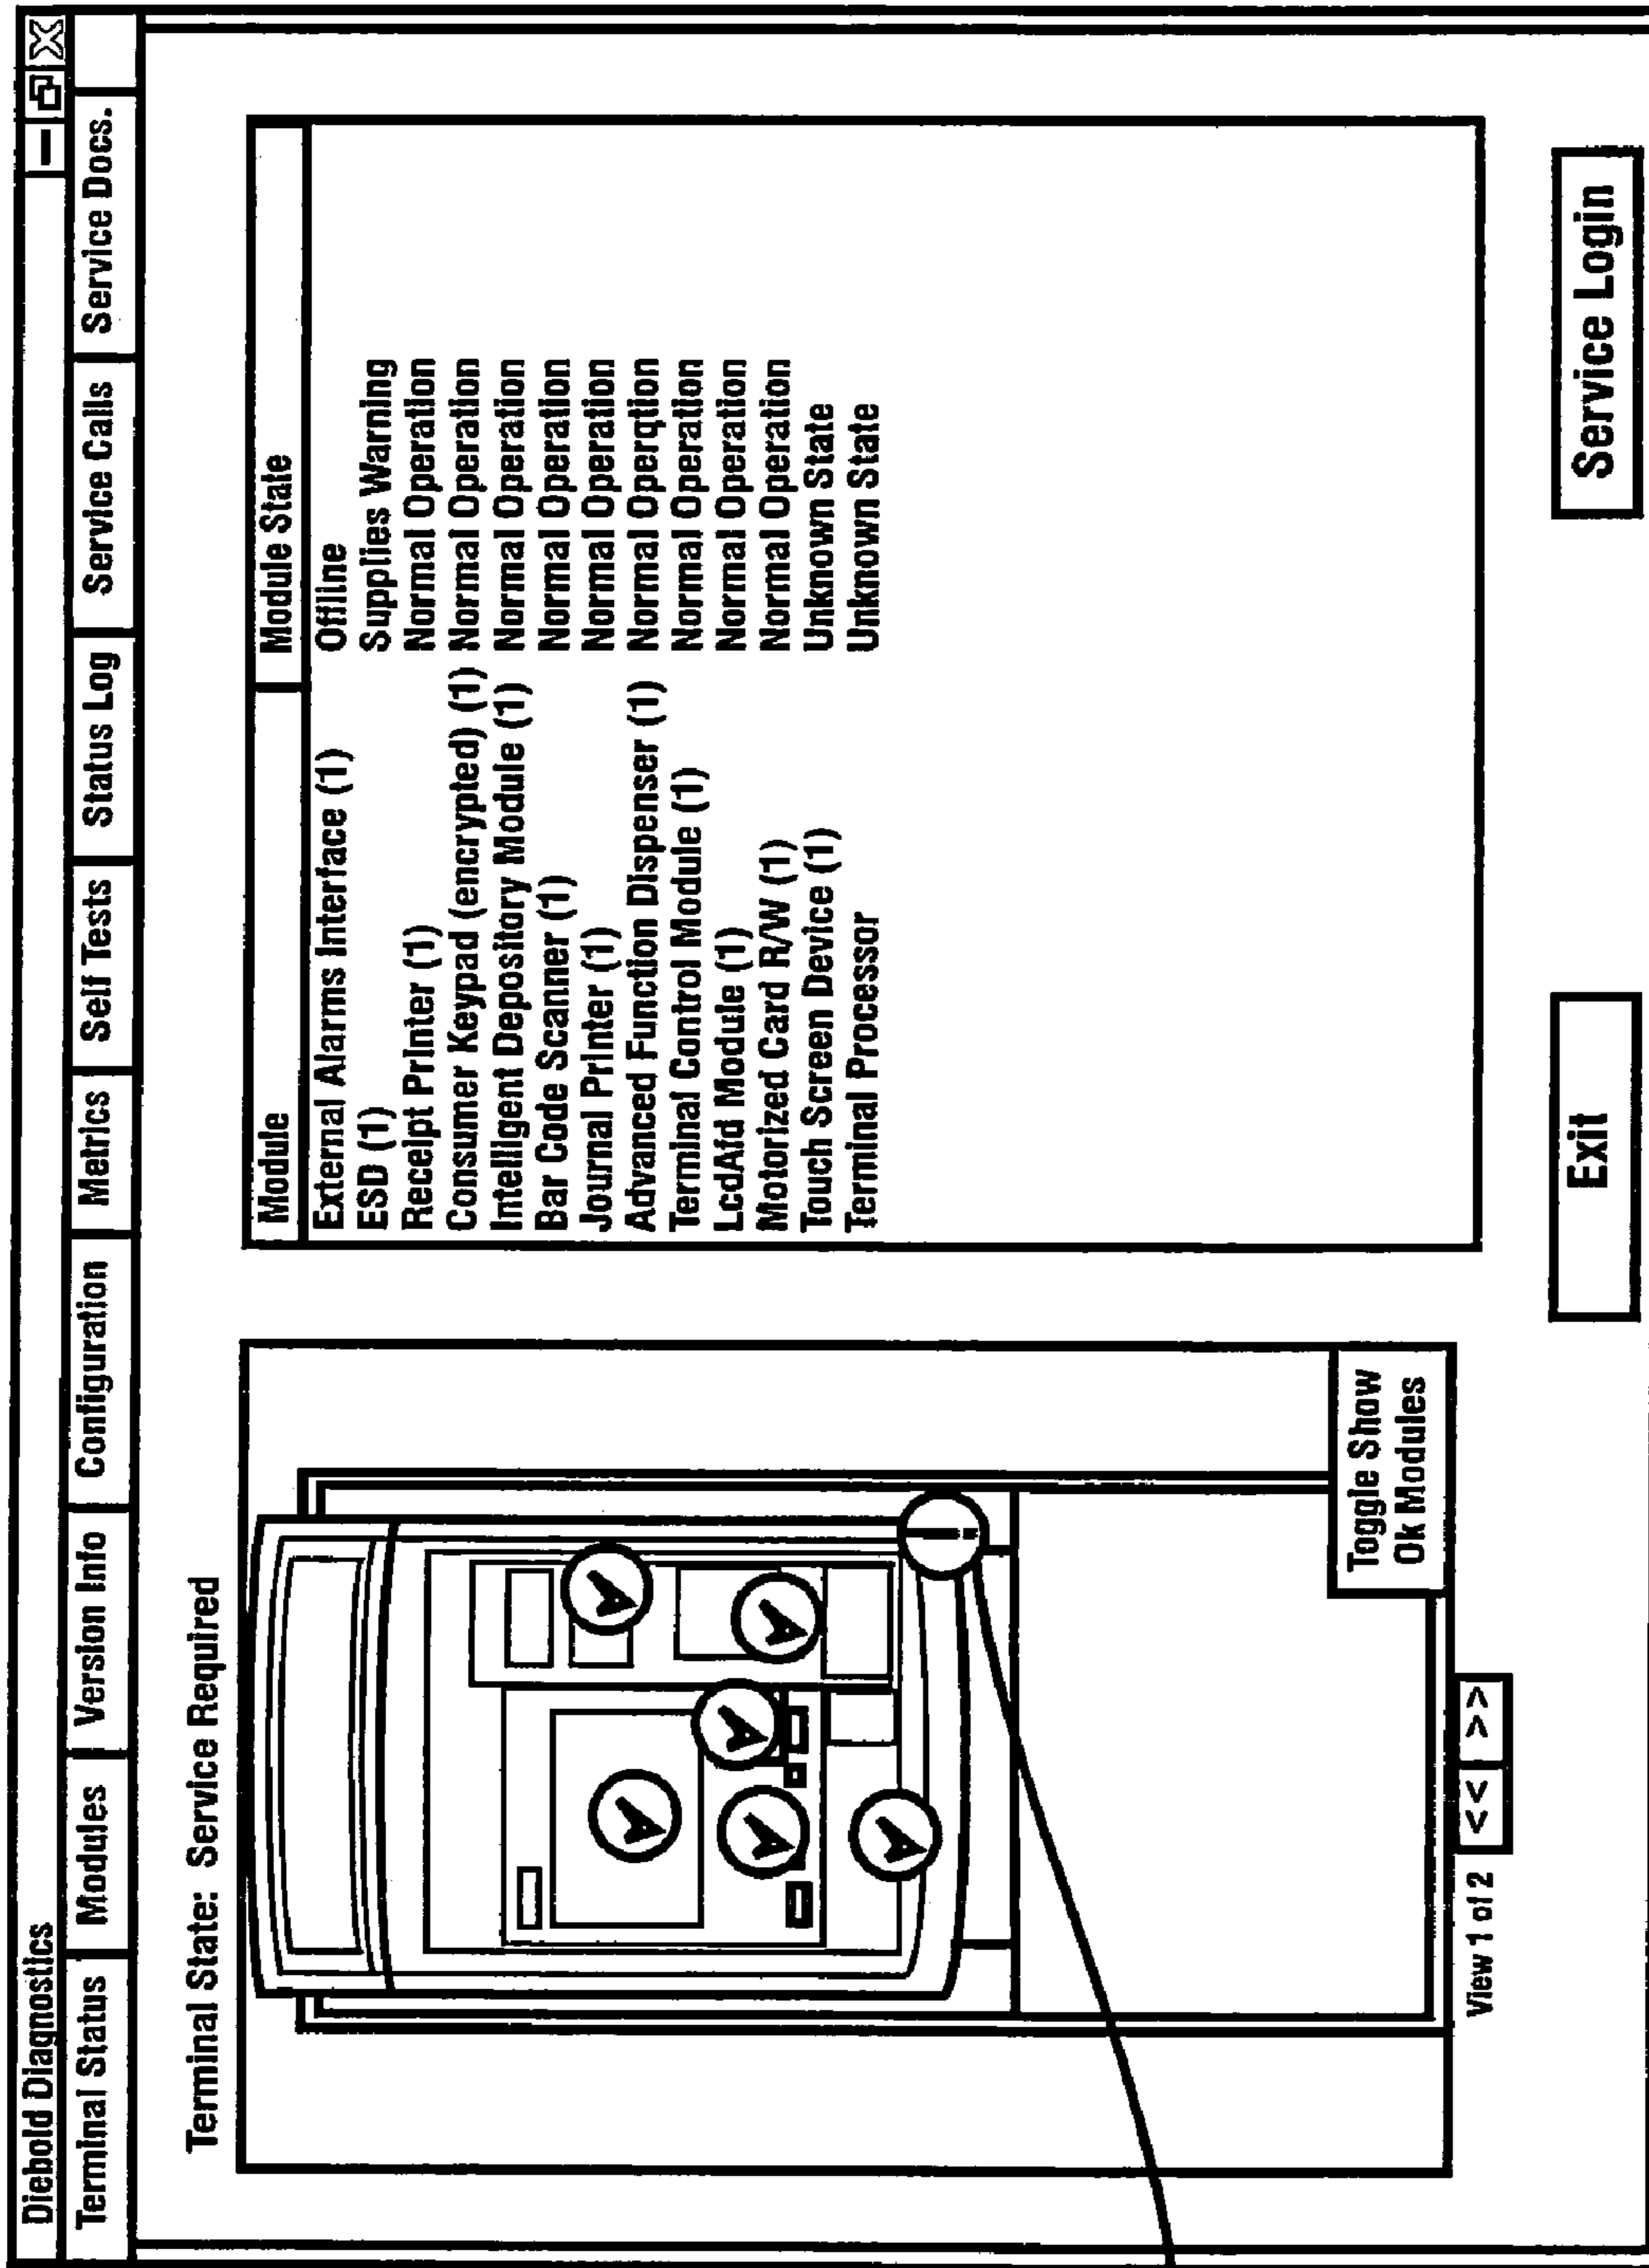 Diebold Diagnostics
Terminal Status Modules Version Info Configuration Metrics Self Tests Status Log Service Calls Service Docs.
Terminal State: Service Required
Module Module State
External Alarms Interface (1) Offline
ESD (1) Supplies Warning
Receipt Printer (1) Normal Operation
Consumer Keypad (encrypted) (1) Normal Operation
Intelligent Depository Module (1) Normal Operation
Bar Code Scanner (1) Normal Operation
Journal Printer (1) Normal Operation
Advanced Function Dispenser (1) Normal Operqtion
Terminal Control Module (1) Normal Operation
LcdAfd Module (1) Normal Operation
Motorized Card R/W (1) Normal Operation
Touch Screen Device (1) Unknown State
Terminal Processor Unknown State
Toggle Show
Ok Modules
View 1 of 2 << >>
Exit
Service Login